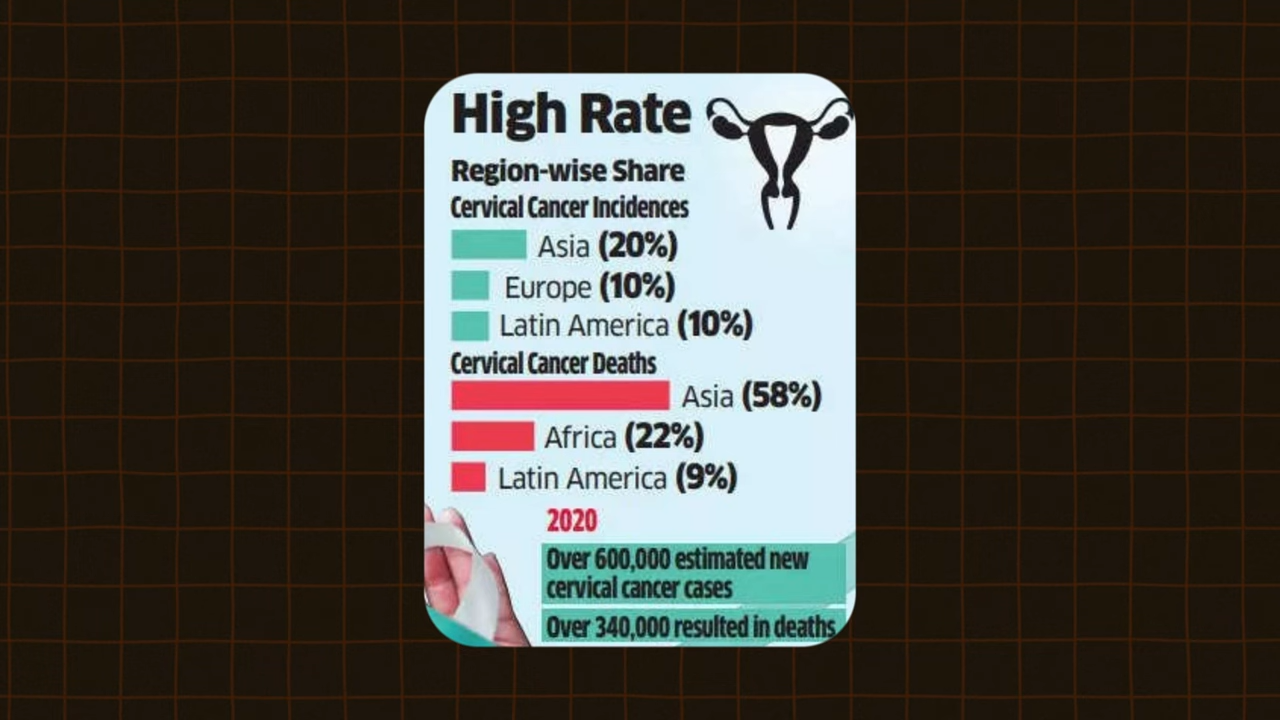 High Rate
Region-wise Share
Cervical Cancer Incidences
Asia (20%)
Europe (10%)
Latin America (10%)
Cervical Cancer Deaths
Asia (58%)
Africa (22%)
Latin America (9%)
2020
Over 600,000 estimated new
cervical cancer cases
Over 340,000 resulted in deaths